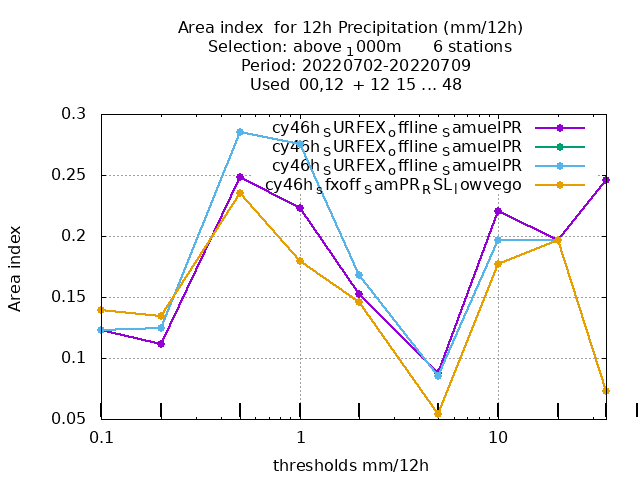 Area index  for 12h Precipitation (mm/12h)
Selection: above 1000m      6 stations
Period: 20220702-20220709
Used  00,12  + 12 15 ... 48
cy46h_SURFEX_offline_SamuelPR
cy46h_SURFEX_offline_SamuelPR
cy46h_SURFEX_offline_SamuelPR
cy46h_sfxoff_SamPR_RSL_lowvego
0.3
0.25
0.2
0.15
0.1
0.05
Area index
0.1 1 10
thresholds mm/12h